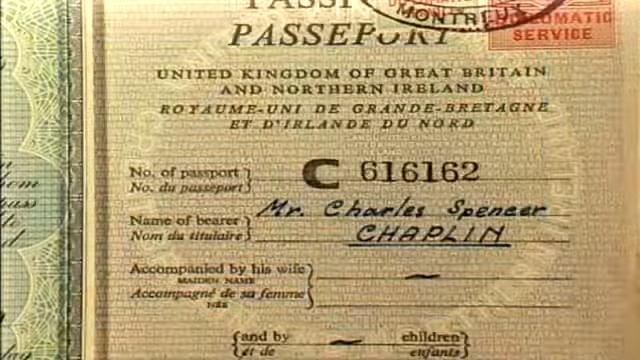 PASSPORT
PASSEPORT
MONTREUX
DIPLOMATIC
SERVICE
UNITED KINGDOM OF GREAT BRITAIN
AND NORTHERN IRELAND
ROYAUME-UNI DE GRANDE-BRETAGNE
ET D'IRLANDE DU NORD
No. of passport
No. du passeport
C 616162
Name of bearer
Nom du titulaire
Mr. Charles Spencer
CHAPLIN
Accompanied by his wife
MAIDEN NAME
Accompagné de sa femme
NÉE
—
and by — children
et de enfants